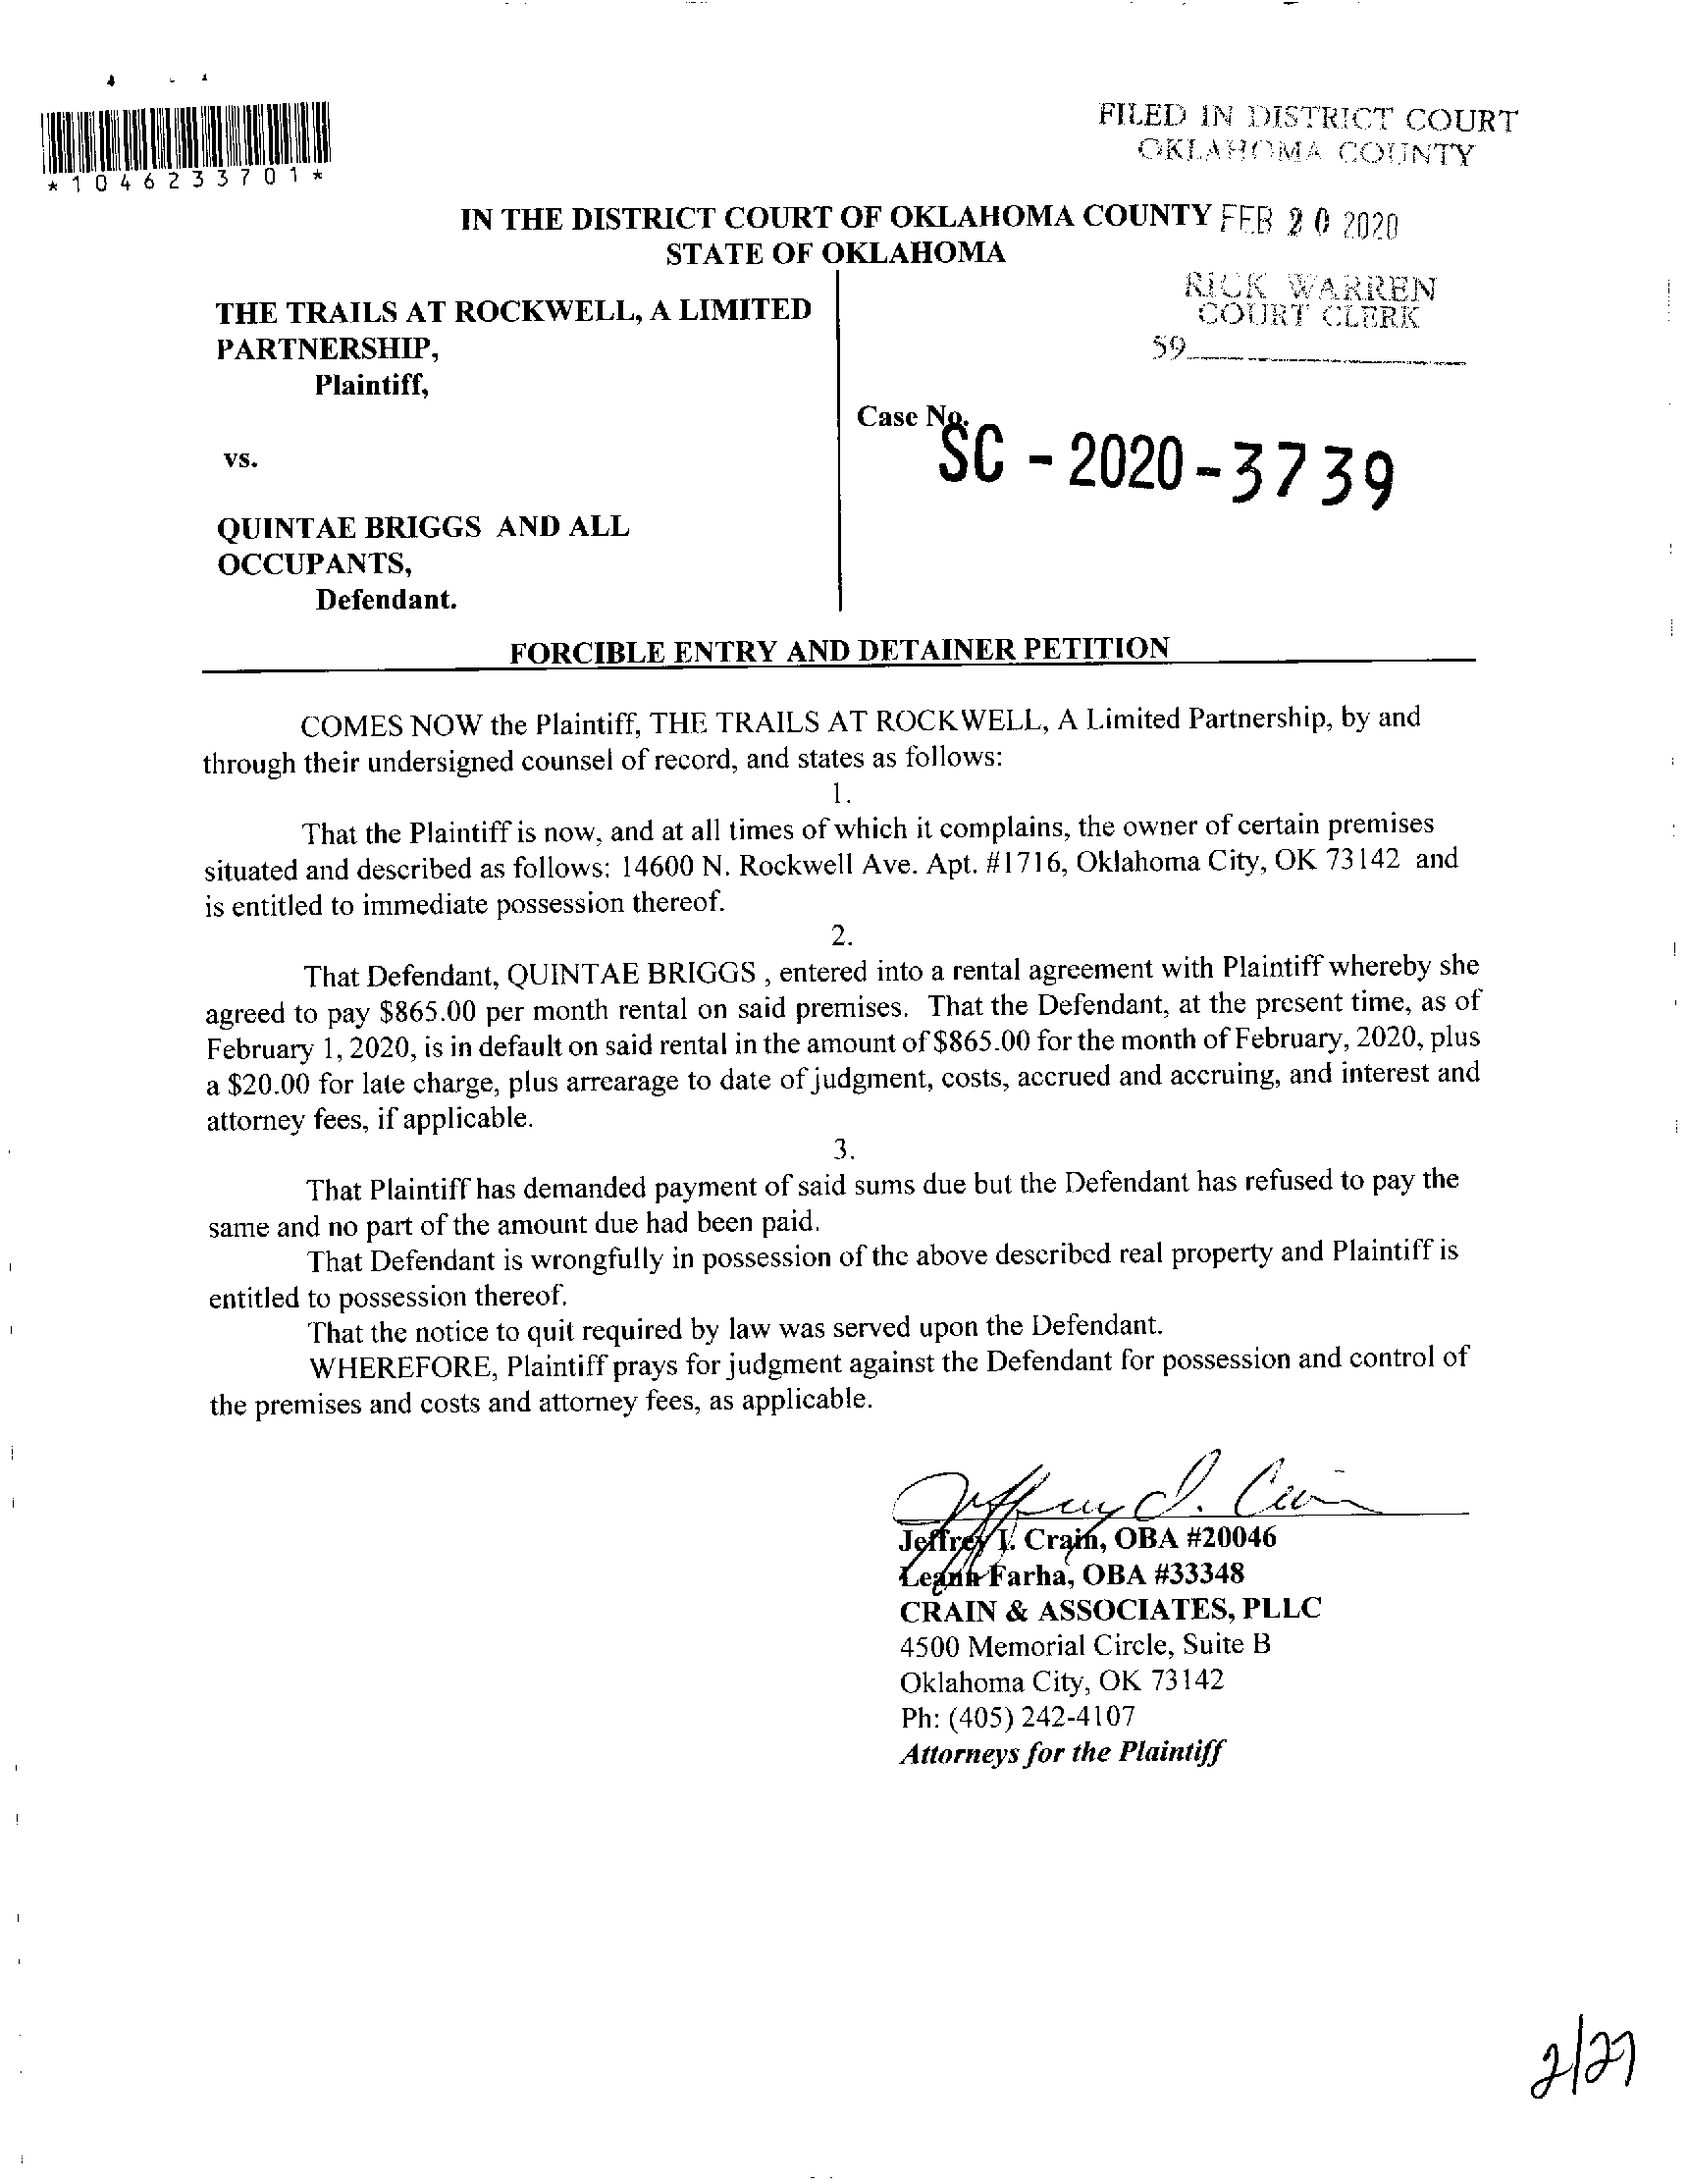 *1046233701*
FILED IN DISTRICT COURT
OKLAHOMA COUNTY
IN THE DISTRICT COURT OF OKLAHOMA COUNTY FEB 20 2020
STATE OF OKLAHOMA
RICK WARREN
COURT CLERK
59
THE TRAILS AT ROCKWELL, A LIMITED
PARTNERSHIP,
Plaintiff,
Case No.
SC - 2020 - 3739
vs.
QUINTAE BRIGGS AND ALL
OCCUPANTS,
Defendant.
FORCIBLE ENTRY AND DETAINER PETITION
COMES NOW the Plaintiff, THE TRAILS AT ROCKWELL, A Limited Partnership, by and
through their undersigned counsel of record, and states as follows:
1.
That the Plaintiff is now, and at all times of which it complains, the owner of certain premises
situated and described as follows: 14600 N. Rockwell Ave. Apt. #1716, Oklahoma City, OK 73142 and
is entitled to immediate possession thereof.
2.
That Defendant, QUINTAE BRIGGS , entered into a rental agreement with Plaintiff whereby she
agreed to pay $865.00 per month rental on said premises. That the Defendant, at the present time, as of
February 1, 2020, is in default on said rental in the amount of $865.00 for the month of February, 2020, plus
a $20.00 for late charge, plus arrearage to date of judgment, costs, accrued and accruing, and interest and
attorney fees, if applicable.
3.
That Plaintiff has demanded payment of said sums due but the Defendant has refused to pay the
same and no part of the amount due had been paid.
That Defendant is wrongfully in possession of the above described real property and Plaintiff is
entitled to possession thereof.
That the notice to quit required by law was served upon the Defendant.
WHEREFORE, Plaintiff prays for judgment against the Defendant for possession and control of
the premises and costs and attorney fees, as applicable.
Jeffrey I. Crain
Jeffrey I. Crain, OBA #20046
Leann Farha, OBA #33348
CRAIN & ASSOCIATES, PLLC
4500 Memorial Circle, Suite B
Oklahoma City, OK 73142
Ph: (405) 242-4107
Attorneys for the Plaintiff
2/27